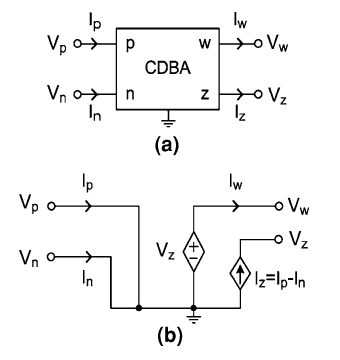 Ip Iw
Vp p w Vw
CDBA
Vn n z Vz
In Iz
(a)
Ip Iw
Vp Vw
Vz
Vn Vz
In Iz=Ip-In
(b)